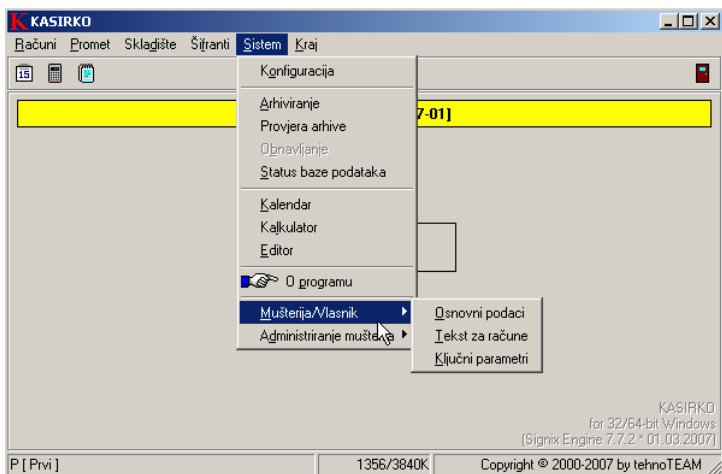 KASIRKO
Računi Promet Skladište Šifranti Sistem Kraj
15
Konfiguracija
Arhiviranje
7-01]
Provjera arhive
Obnavljanje
Status baze podataka
Kalendar
Kalkulator
Editor
O programu
Mušterija/Vlasnik
Administriranje mušterija
Osnovni podaci
Tekst za račune
Ključni parametri
KASIRKO
for 32/64-bit Windows
(Signix Engine 7.7.2 * 01.03.2007)
P [ Prvi ] 1356/3840K Copyright © 2000-2007 by tehnoTEAM